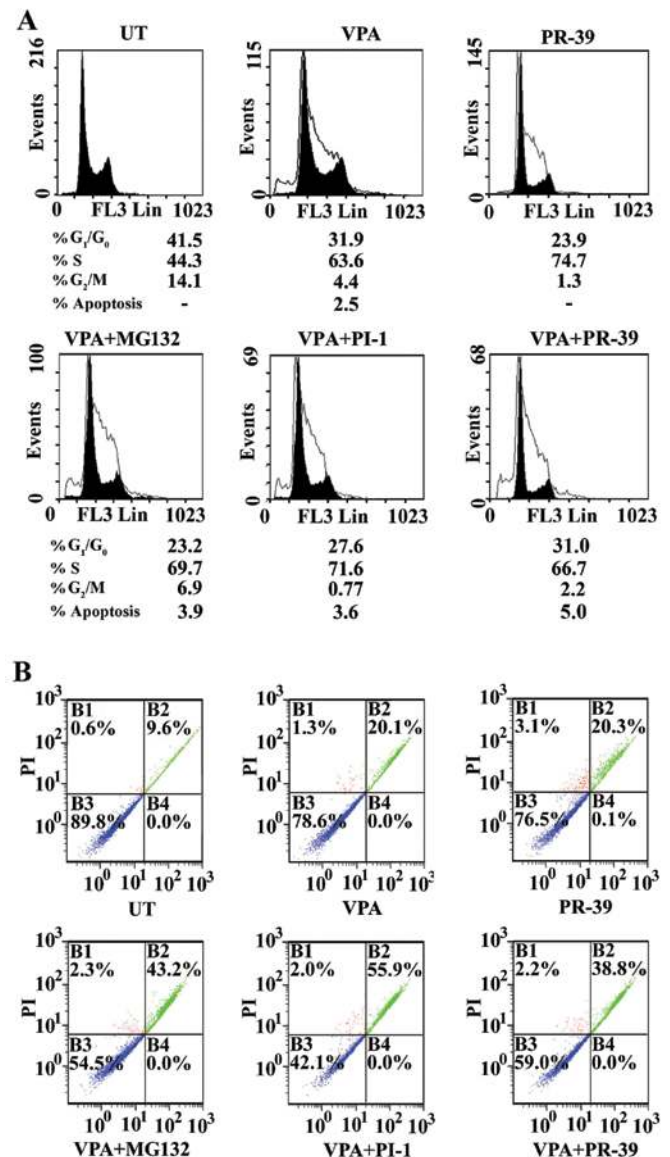 A
UT VPA PR-39
216 115 145
Events Events Events
0 0 0
0 FL3 Lin 1023 0 FL3 Lin 1023 0 FL3 Lin 1023
% G₁/G₀ 41.5 31.9 23.9
% S 44.3 63.6 74.7
% G₂/M 14.1 4.4 1.3
% Apoptosis - 2.5 -
VPA+MG132 VPA+PI-1 VPA+PR-39
100 69 68
Events Events Events
0 0 0
0 FL3 Lin 1023 0 FL3 Lin 1023 0 FL3 Lin 1023
% G₁/G₀ 23.2 27.6 31.0
% S 69.7 71.6 66.7
% G₂/M 6.9 0.77 2.2
% Apoptosis 3.9 3.6 5.0
B
10³ 10³ 10³
B1 B2 B1 B2 B1 B2
0.6% 9.6% 1.3% 20.1% 3.1% 20.3%
10² 10² 10²
PI PI PI
10¹ 10¹ 10¹
B3 B4 B3 B4 B3 B4
89.8% 0.0% 78.6% 0.0% 76.5% 0.1%
10⁰ 10⁰ 10⁰
10⁰ 10¹ 10² 10³ 10⁰ 10¹ 10² 10³ 10⁰ 10¹ 10² 10³
UT VPA PR-39
10³ 10³ 10³
B1 B2 B1 B2 B1 B2
2.3% 43.2% 2.0% 55.9% 2.2% 38.8%
10² 10² 10²
PI PI PI
10¹ 10¹ 10¹
B3 B4 B3 B4 B3 B4
54.5% 0.0% 42.1% 0.0% 59.0% 0.0%
10⁰ 10⁰ 10⁰
10⁰ 10¹ 10² 10³ 10⁰ 10¹ 10² 10³ 10⁰ 10¹ 10² 10³
VPA+MG132 VPA+PI-1 VPA+PR-39